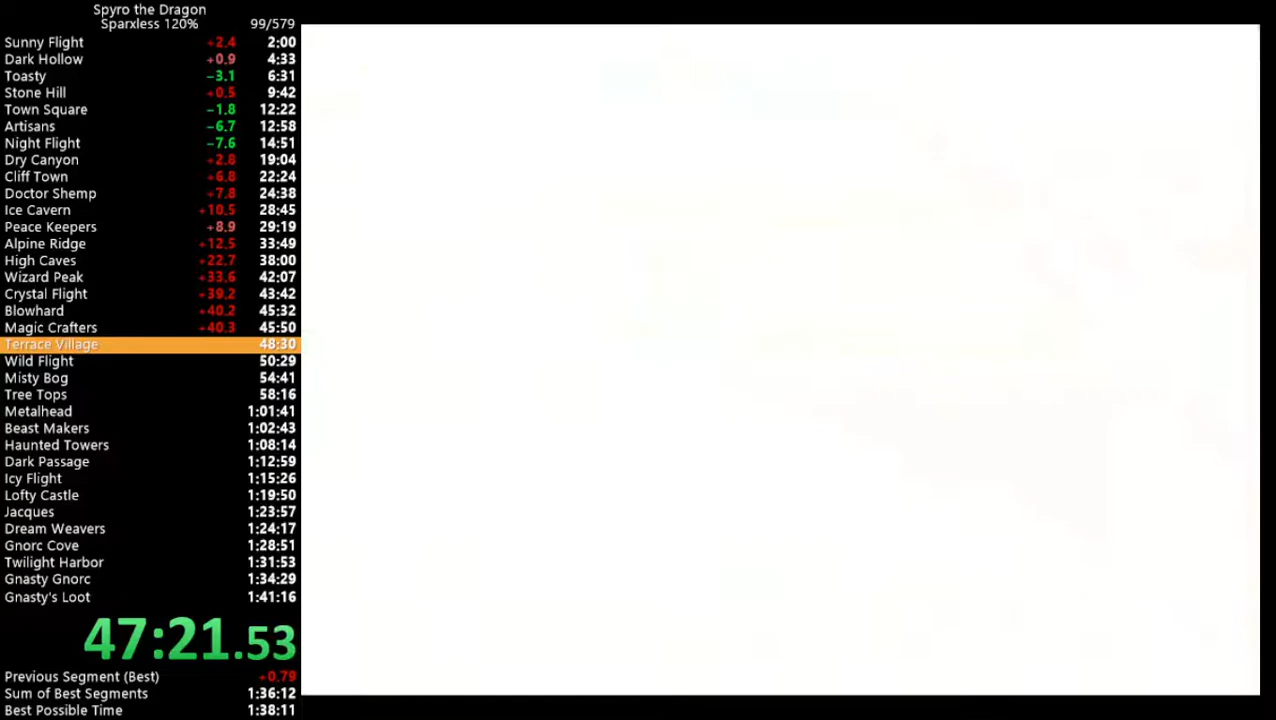 Spyro the Dragon
Sparxless 120% 99/579
Sunny Flight +2.4 2:00
Dark Hollow +0.9 4:33
Toasty −3.1 6:31
Stone Hill +0.5 9:42
Town Square −1.8 12:22
Artisans −6.7 12:58
Night Flight −7.6 14:51
Dry Canyon +2.8 19:04
Cliff Town +6.8 22:24
Doctor Shemp +7.8 24:38
Ice Cavern +10.5 28:45
Peace Keepers +8.9 29:19
Alpine Ridge +12.5 33:49
High Caves +22.7 38:00
Wizard Peak +33.6 42:07
Crystal Flight +39.2 43:42
Blowhard +40.2 45:32
Magic Crafters +40.3 45:50
Terrace Village 48:30
Wild Flight 50:29
Misty Bog 54:41
Tree Tops 58:16
Metalhead 1:01:41
Beast Makers 1:02:43
Haunted Towers 1:08:14
Dark Passage 1:12:59
Icy Flight 1:15:26
Lofty Castle 1:19:50
Jacques 1:23:57
Dream Weavers 1:24:17
Gnorc Cove 1:28:51
Twilight Harbor 1:31:53
Gnasty Gnorc 1:34:29
Gnasty's Loot 1:41:16
47:21.53
Previous Segment (Best) +0.79
Sum of Best Segments 1:36:12
Best Possible Time 1:38:11